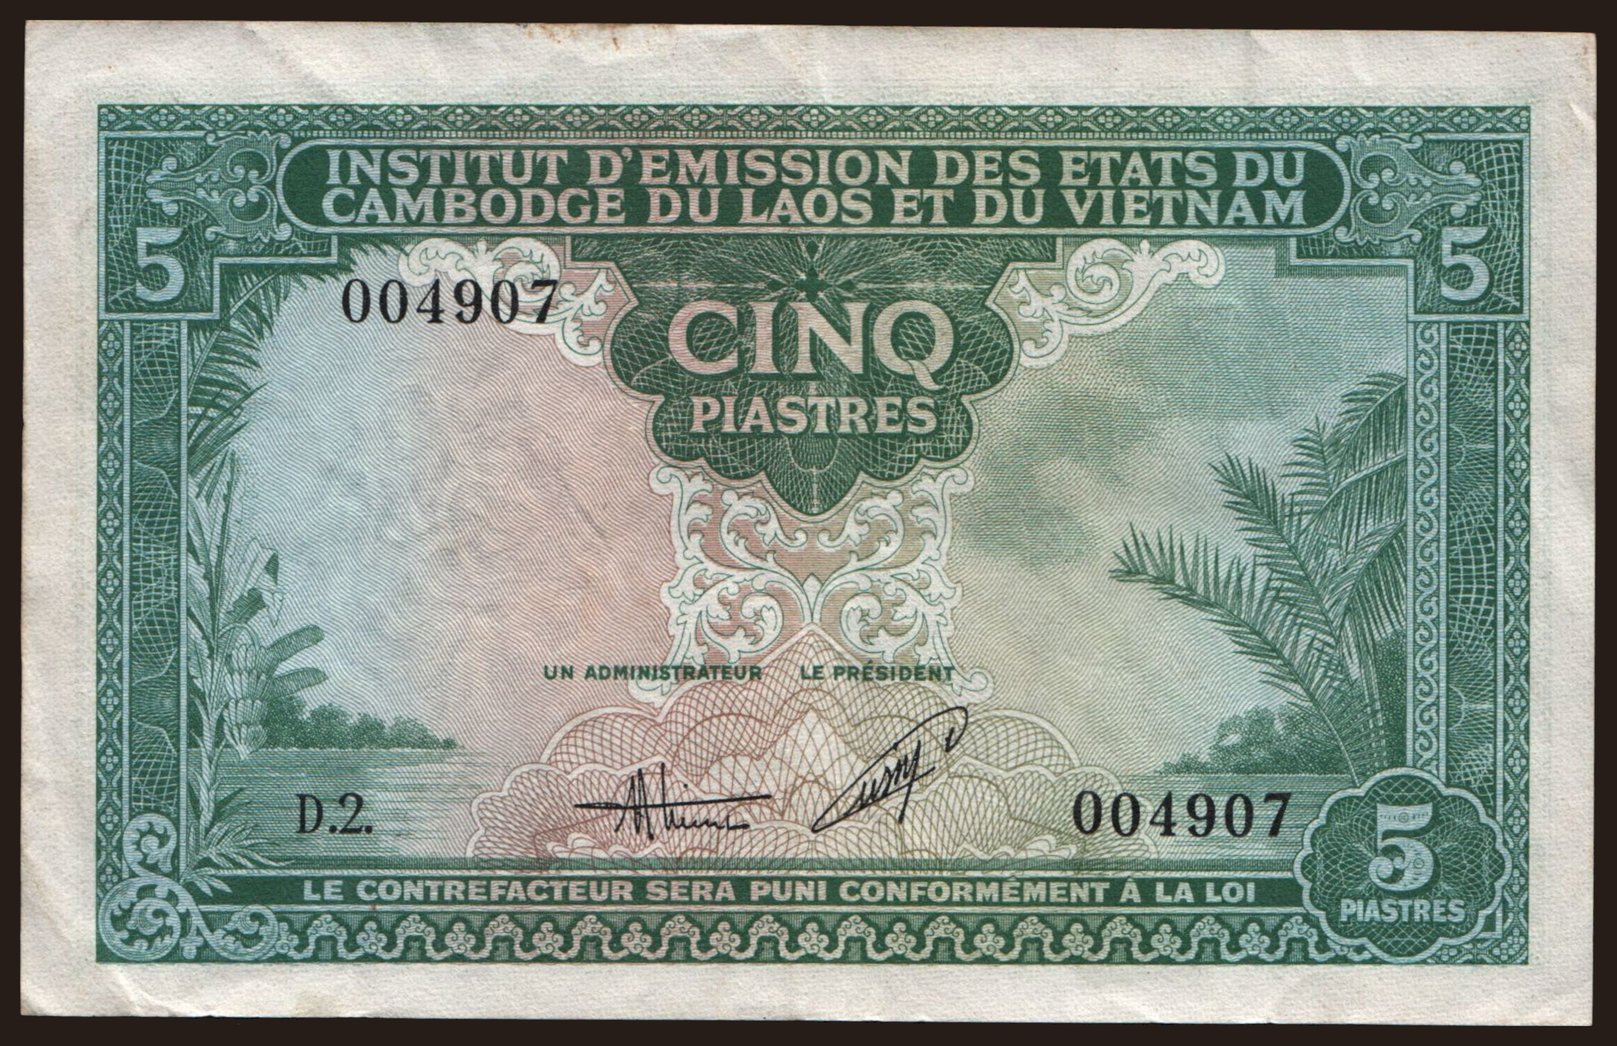 INSTITUT D'EMISSION DES ETATS DU
CAMBODGE DU LAOS ET DU VIETNAM
5
5
004907
CINQ
PIASTRES
UN ADMINISTRATEUR LE PRÉSIDENT
D.2.
004907
5
PIASTRES
LE CONTREFACTEUR SERA PUNI CONFORMÉMENT À LA LOI